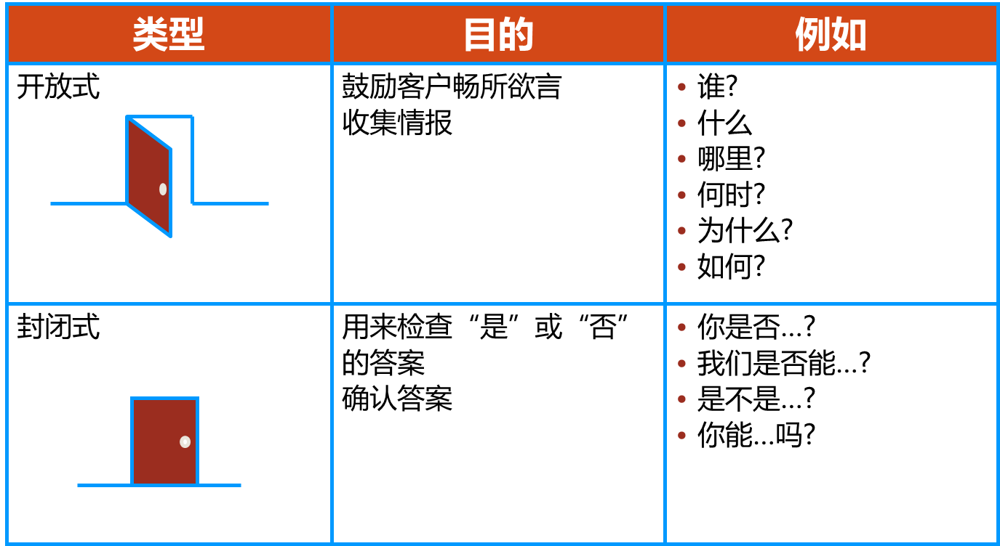 类型
目的
例如
开放式
鼓励客户畅所欲言
收集情报
• 谁?
• 什么
• 哪里?
• 何时?
• 为什么?
• 如何?
封闭式
用来检查“是”或“否”
的答案
确认答案
• 你是否…?
• 我们是否能…?
• 是不是…?
• 你能…吗?